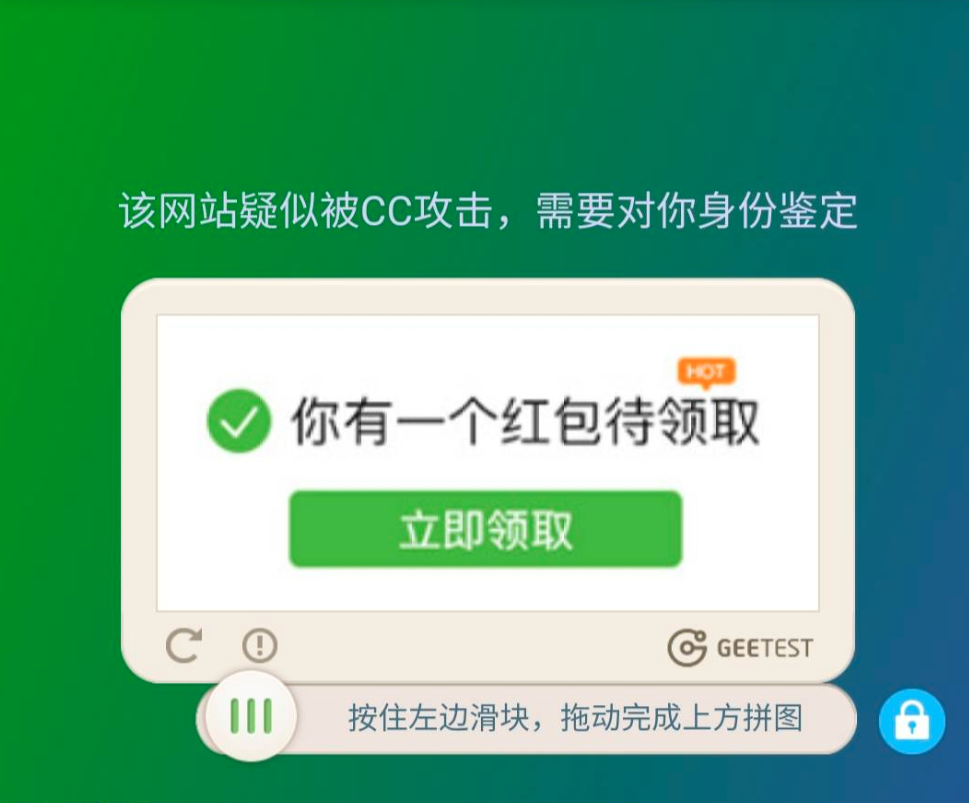 该网站疑似被CC攻击，需要对你身份鉴定
HOT
你有一个红包待领取
立即领取
GEETEST
按住左边滑块，拖动完成上方拼图